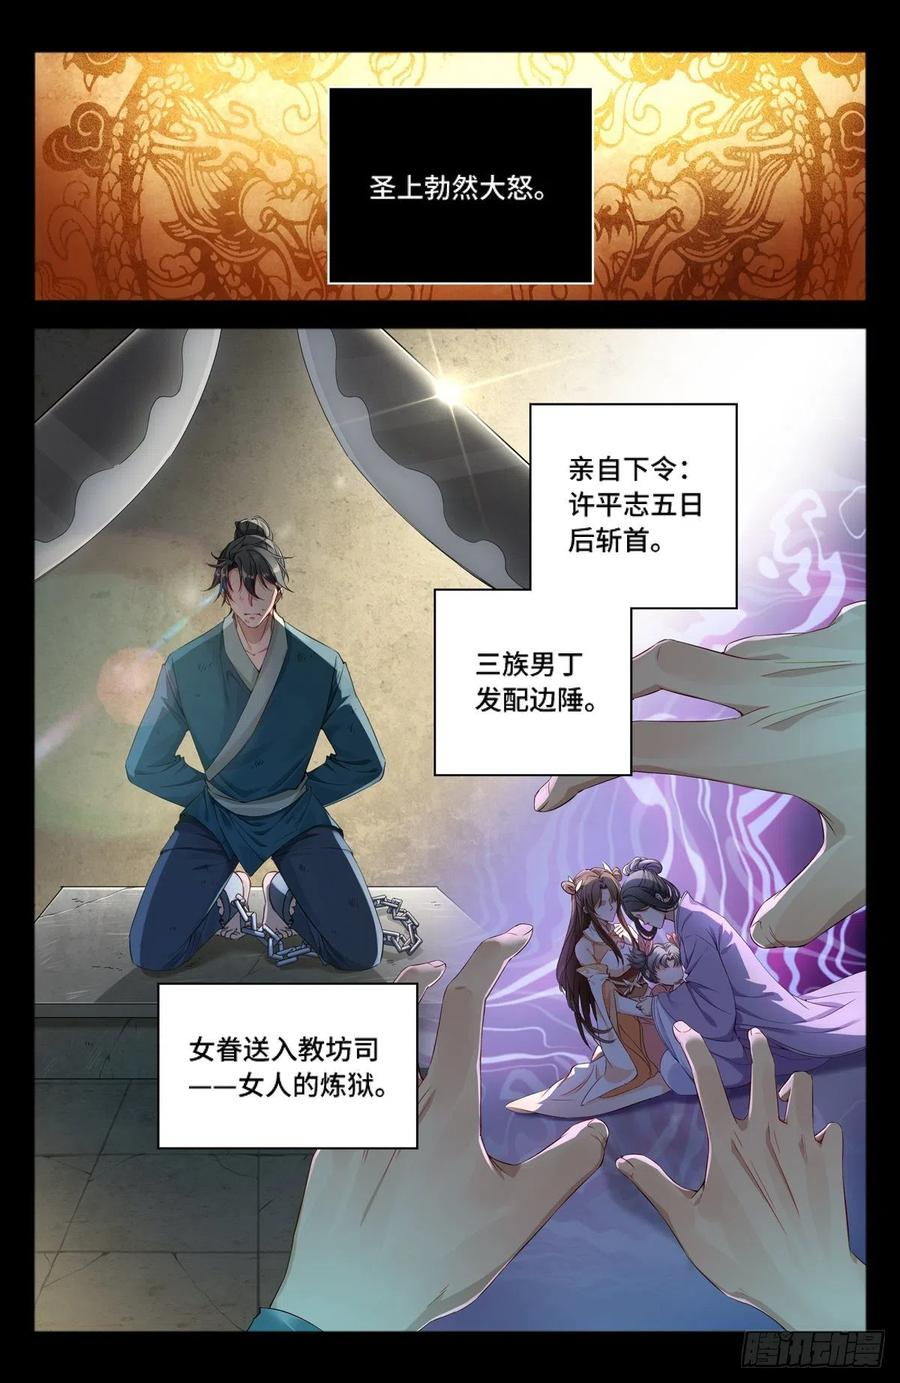 圣上勃然大怒。
亲自下令：
许平志五日
后斩首。
三族男丁
发配边陲。
女眷送入教坊司
——女人的炼狱。
腾讯动漫